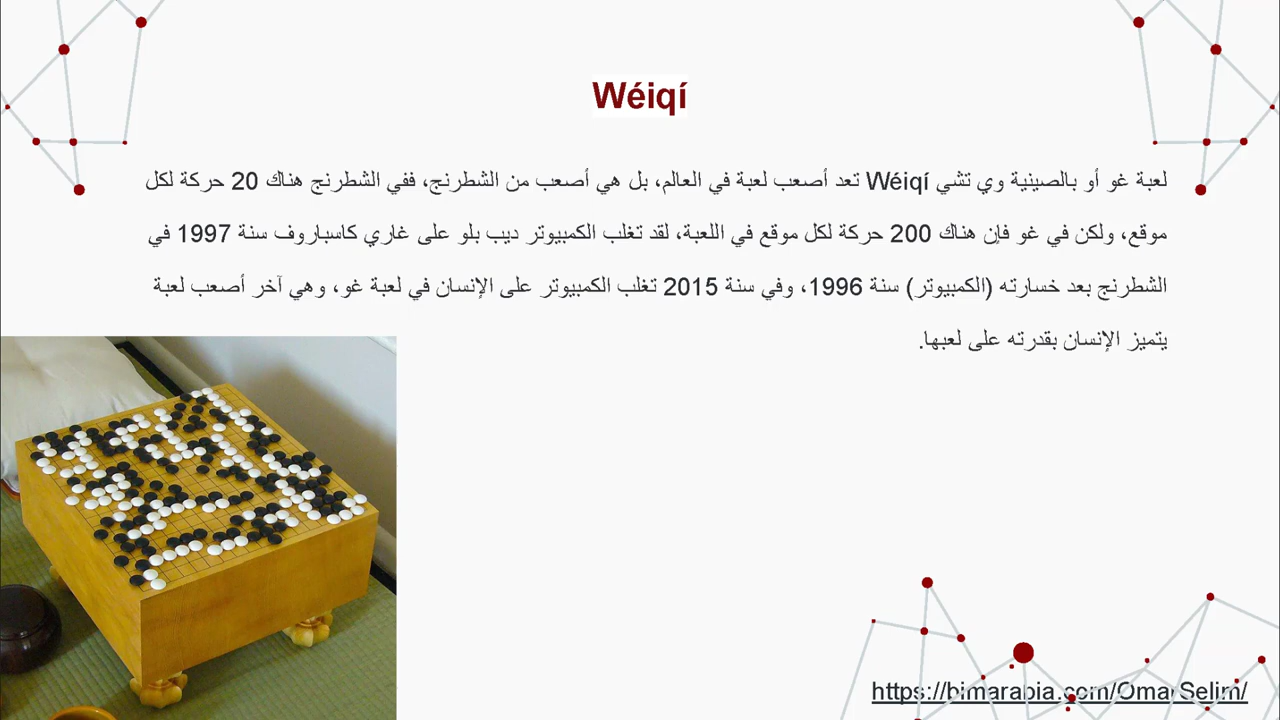 Wéiqí
لعبة غو أو بالصينية وي تشي Wéiqí تعد أصعب لعبة في العالم، بل هي أصعب من الشطرنج، ففي الشطرنج هناك 20 حركة لكل
موقع، ولكن في غو فإن هناك 200 حركة لكل موقع في اللعبة، لقد تغلب الكمبيوتر ديب بلو على غاري كاسباروف سنة 1997 في
الشطرنج بعد خسارته (الكمبيوتر) سنة 1996، وفي سنة 2015 تغلب الكمبيوتر على الإنسان في لعبة غو، وهي آخر أصعب لعبة
يتميز الإنسان بقدرته على لعبها.
https://bimarabia.com/OmarSelim/